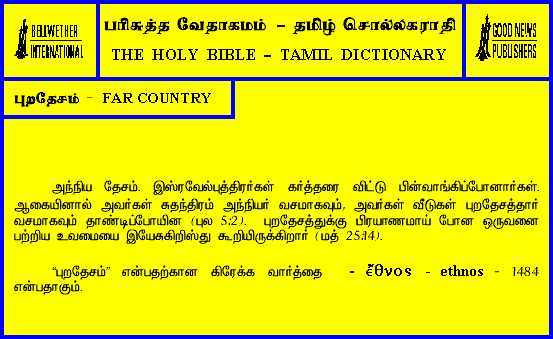 BELLWETHER
INTERNATIONAL
பரிசுத்த வேதாகமம் – தமிழ் சொல்லகராதி
THE HOLY BIBLE – TAMIL DICTIONARY
GOOD NEWS
PUBLISHERS
புறதேசம் – FAR COUNTRY
அந்நிய தேசம். இஸ்ரவேல்புத்திரர்கள் கர்த்தரை விட்டு பின்வாங்கிப்போனார்கள்.
ஆகையினால் அவர்கள் சுதந்திரம் அந்நியர் வசமாகவும், அவர்கள் வீடுகள் புறதேசத்தார்
வசமாகவும் தாண்டிப்போயின (புல 5:2). புறதேசத்துக்கு பிரயாணமாய் போன ஒருவனை
பற்றிய உவமையை இயேசுகிறிஸ்து கூறியிருக்கிறார் (மத் 25:14).
“புறதேசம்” என்பதற்கான கிரேக்க வார்த்தை - ἔθνος - ethnos - 1484
என்பதாகும்.